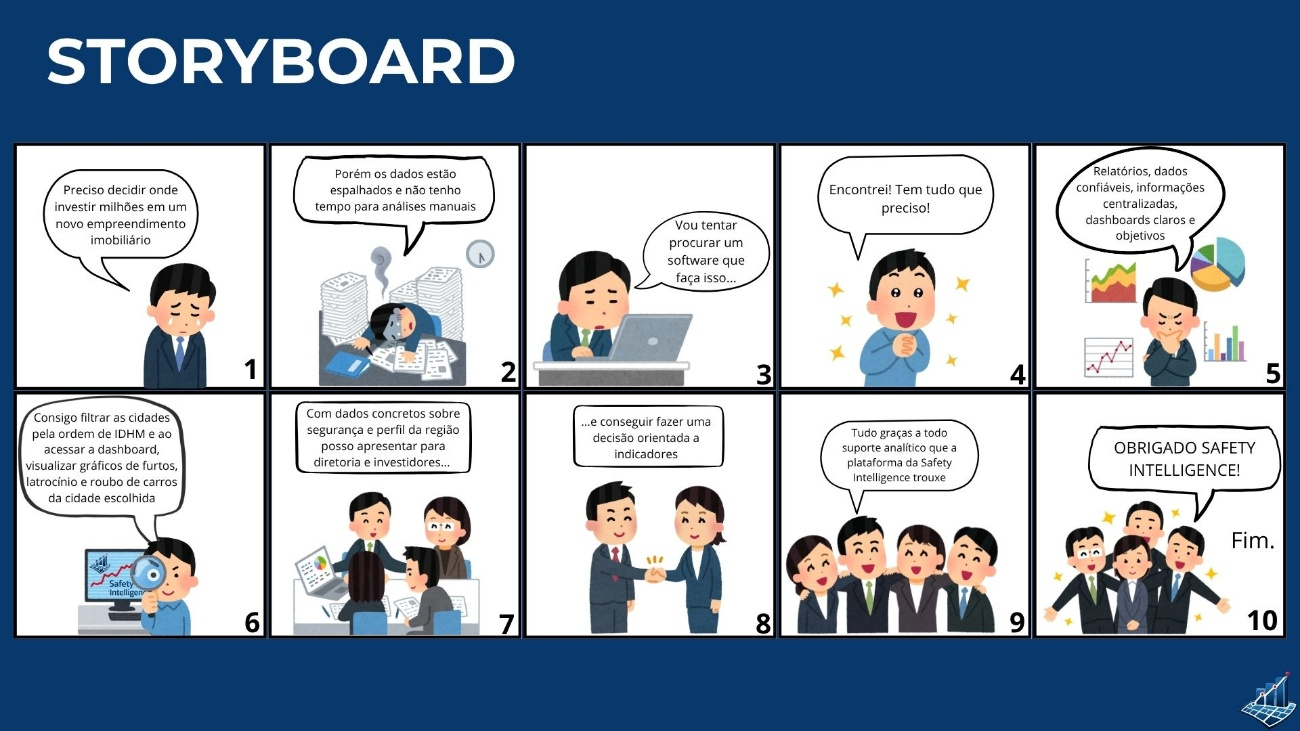 STORYBOARD
Preciso decidir onde
investir milhões em um
novo empreendimento
imobiliário
1
Porém os dados estão
espalhados e não tenho
tempo para análises manuais
2
Vou tentar
procurar um
software que
faça isso...
3
Encontrei! Tem tudo que
preciso!
4
Relatórios, dados
confiáveis, informações
centralizadas,
dashboards claros e
objetivos
5
Consigo filtrar as cidades
pela ordem de IDHM e ao
acessar a dashboard,
visualizar gráficos de furtos,
latrocínio e roubo de carros
da cidade escolhida
Safety
Intelligenc
6
Com dados concretos sobre
segurança e perfil da região
posso apresentar para
diretoria e investidores...
7
...e conseguir fazer uma
decisão orientada a
indicadores
8
Tudo graças a todo
suporte analítico que a
plataforma da Safety
Intelligence trouxe
9
OBRIGADO SAFETY
INTELLIGENCE!
Fim.
10